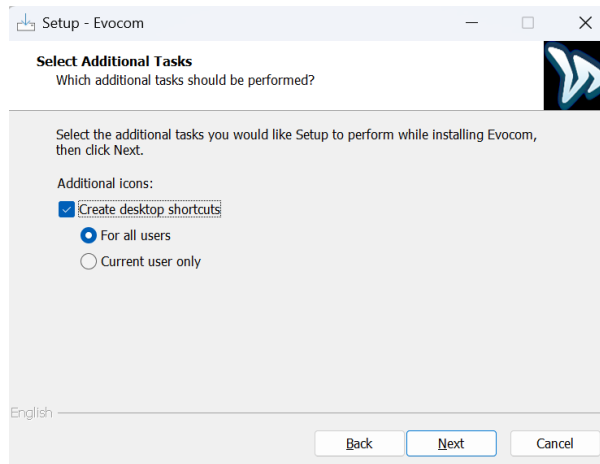 Setup - Evocom
Select Additional Tasks
Which additional tasks should be performed?
Select the additional tasks you would like Setup to perform while installing Evocom,
then click Next.
Additional icons:
Create desktop shortcuts
For all users
Current user only
English
Back Next Cancel